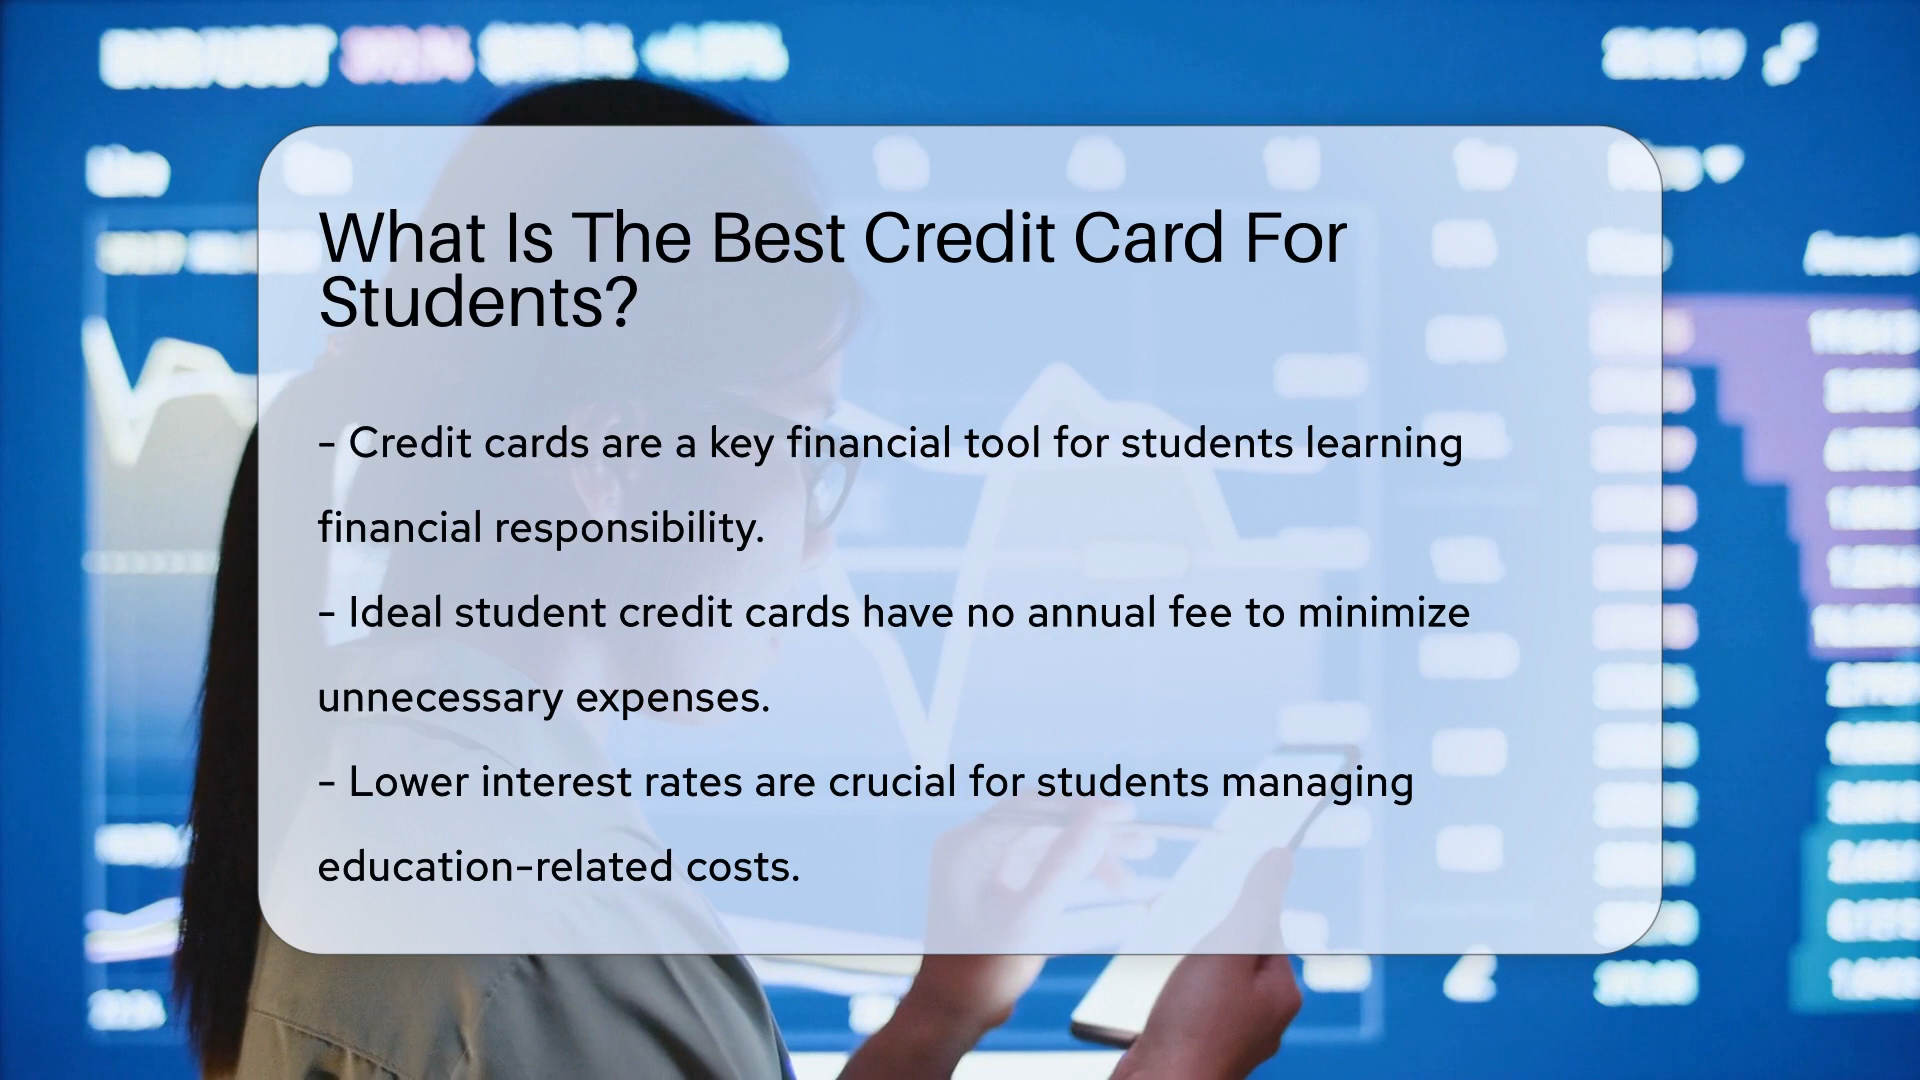 What Is The Best Credit Card For
Students?
- Credit cards are a key financial tool for students learning
financial responsibility.
- Ideal student credit cards have no annual fee to minimize
unnecessary expenses.
- Lower interest rates are crucial for students managing
education-related costs.